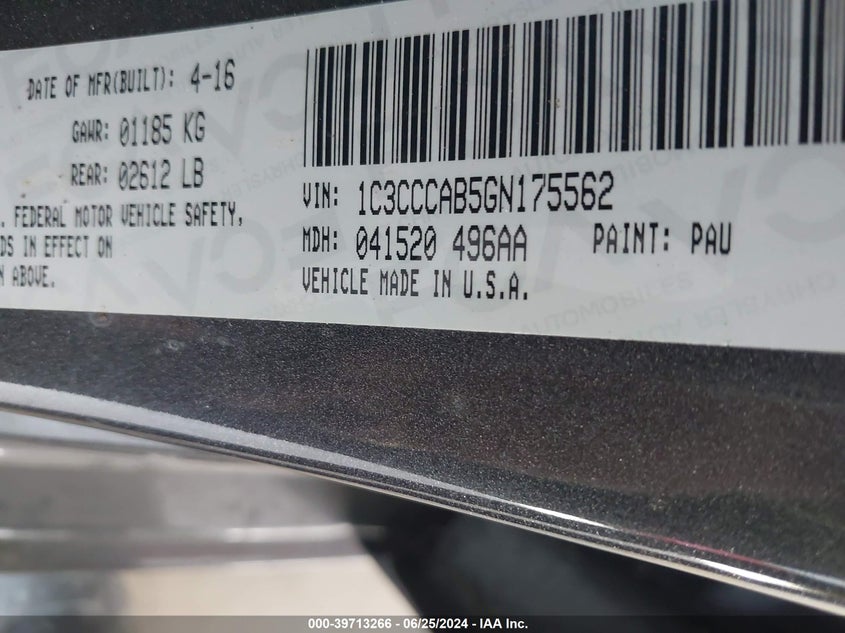 DATE OF MFR(BUILT): 4-16
GAWR: 01185 KG
REAR: 02612 LB
FEDERAL MOTOR VEHICLE SAFETY,
IN EFFECT ON
ABOVE.
VIN: 1C3CCCAB5GN175562
MDH: 041520 496AA PAINT: PAU
VEHICLE MADE IN U.S.A.
000-39713266 - 06/25/2024 - IAA Inc.